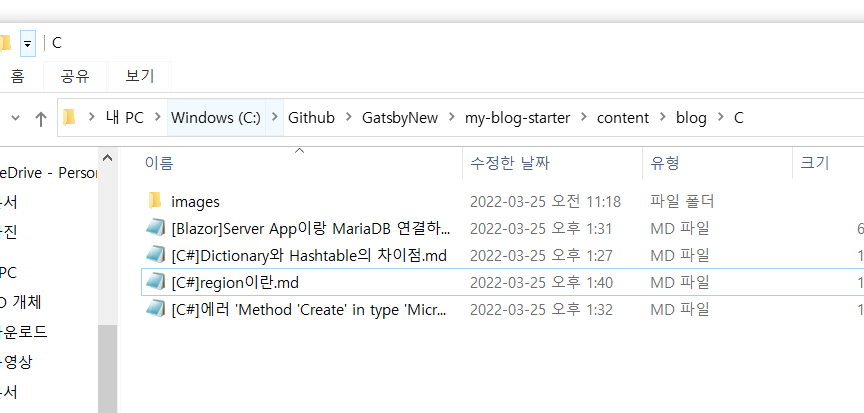 C
홈 공유 보기
내 PC Windows (C:) Github GatsbyNew my-blog-starter content blog C
이름 수정한 날짜 유형 크기
eDrive - Person
images 2022-03-25 오전 11:18 파일 폴더
[Blazor]Server App이랑 MariaDB 연결하... 2022-03-25 오후 1:31 MD 파일 6
[C#]Dictionary와 Hashtable의 차이점.md 2022-03-25 오후 1:27 MD 파일 1
PC
[C#]region이란.md 2022-03-25 오후 1:40 MD 파일 1
D 개체
[C#]에러 'Method 'Create' in type 'Micr... 2022-03-25 오후 1:32 MD 파일 1
운로드
영상